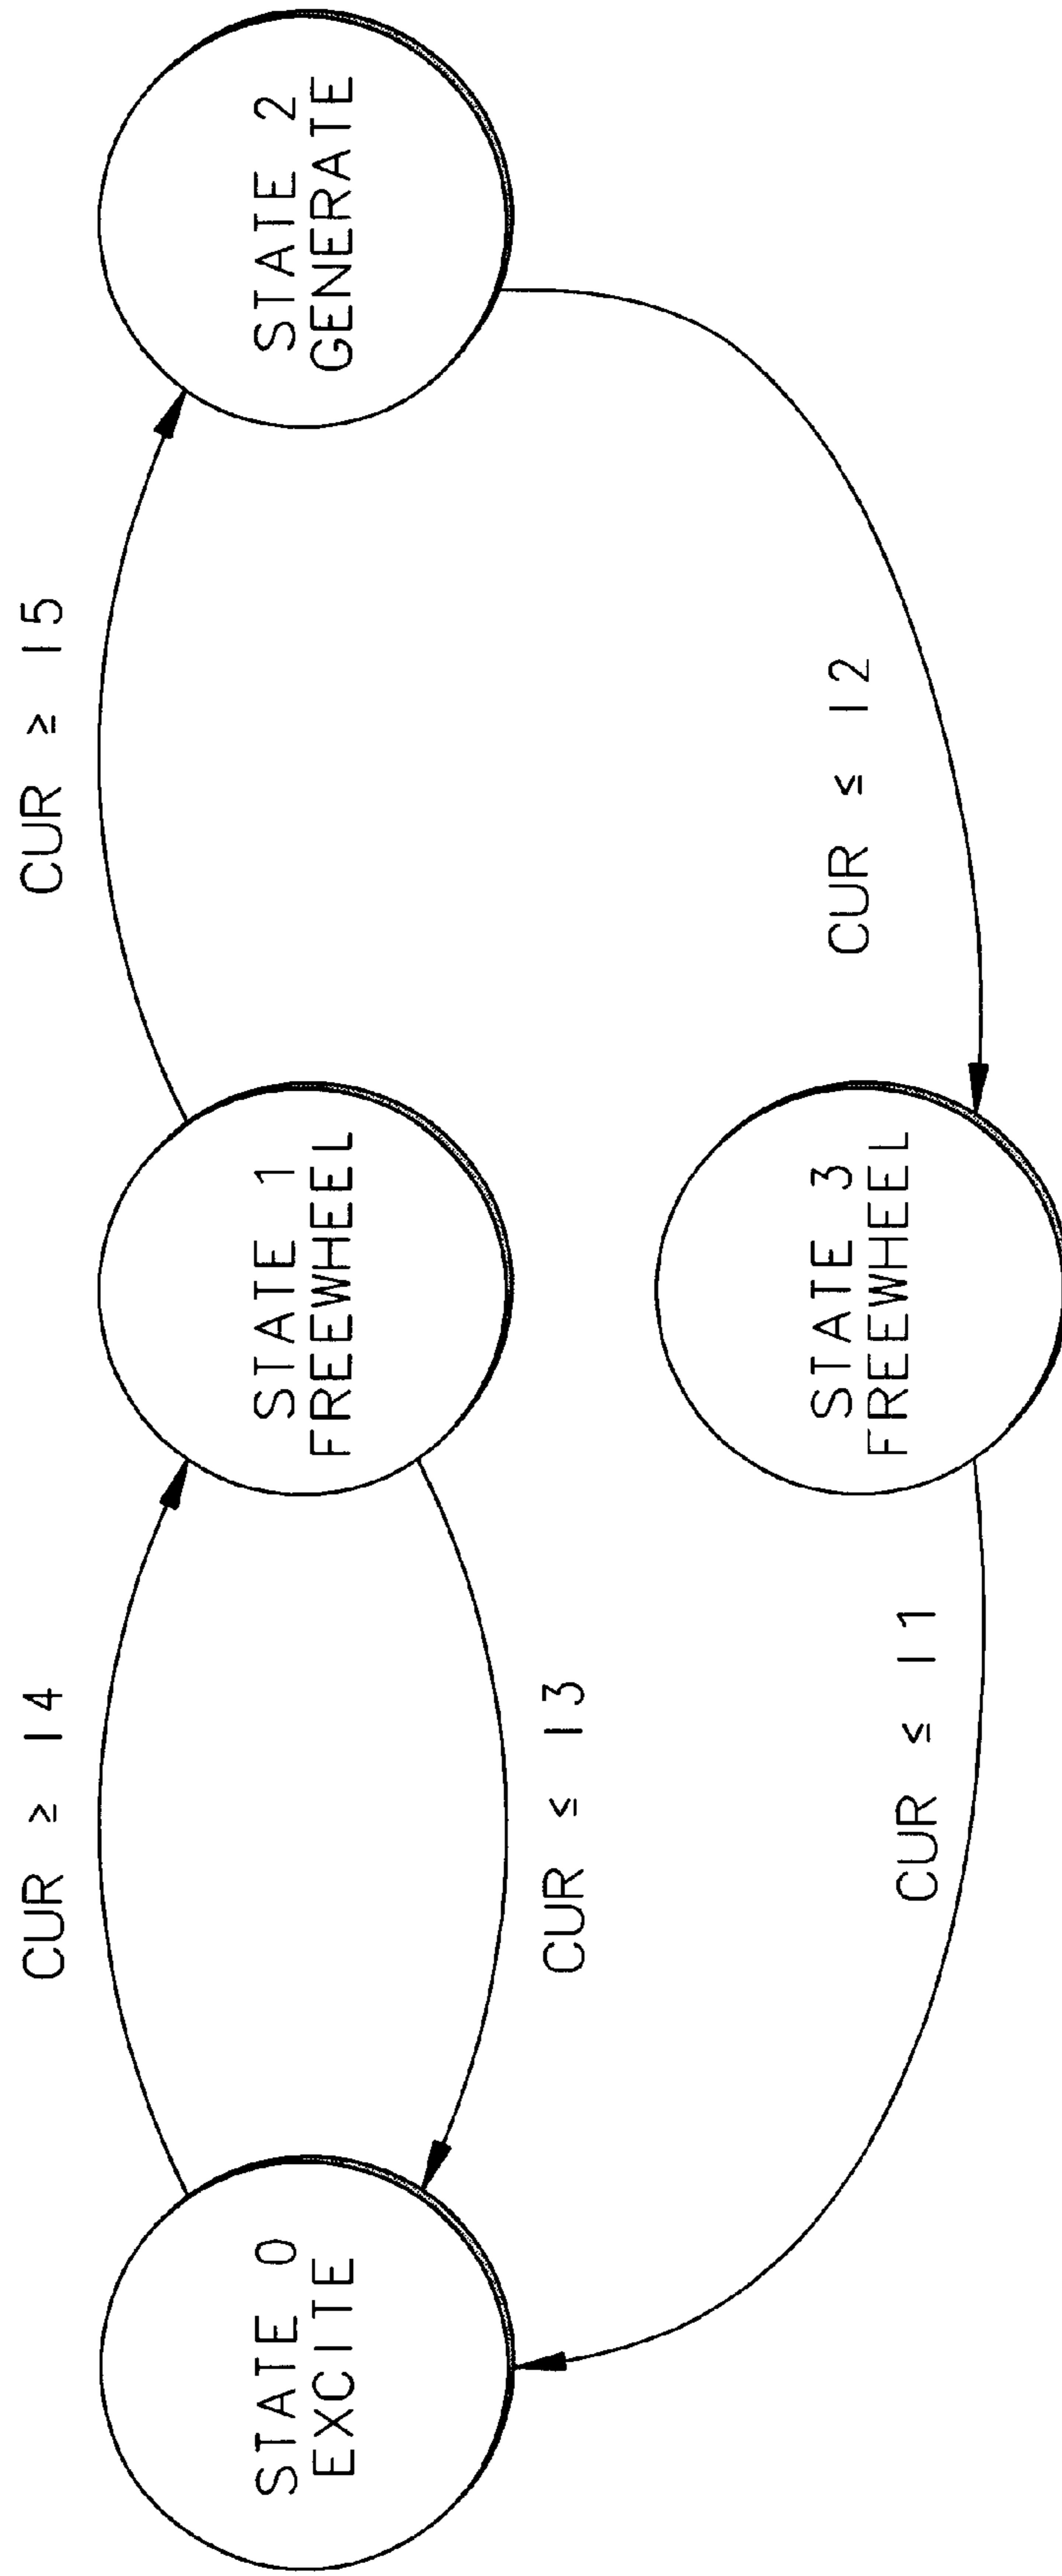 CUR ≥ I4
CUR ≥ I5
STATE 0
EXCITE
STATE 1
FREEWHEEL
STATE 2
GENERATE
CUR ≤ I3
CUR ≤ I2
STATE 3
FREEWHEEL
CUR ≤ I1